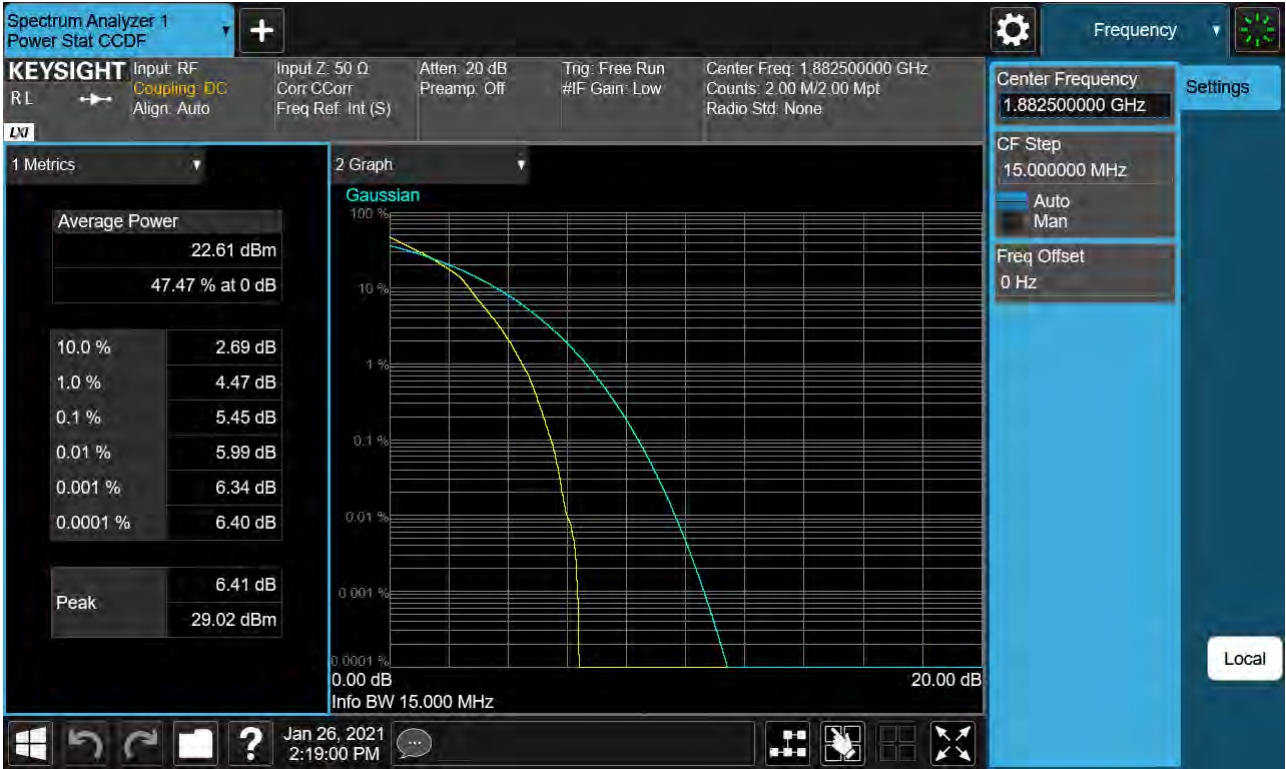 Spectrum Analyzer 1
Power Stat CCDF
+
Frequency
KEYSIGHT
R L
LXI
Input: RF
Coupling: DC
Align: Auto
Input Z: 50 Ω
Corr CCorr
Freq Ref: Int (S)
Atten: 20 dB
Preamp: Off
Trig: Free Run
#IF Gain: Low
Center Freq: 1.882500000 GHz
Counts: 2.00 M/2.00 Mpt
Radio Std: None
Center Frequency
1.882500000 GHz
Settings
CF Step
15.000000 MHz
Auto
Man
Freq Offset
0 Hz
Local
1 Metrics
Average Power
22.61 dBm
47.47 % at 0 dB
10.0 % 2.69 dB
1.0 % 4.47 dB
0.1 % 5.45 dB
0.01 % 5.99 dB
0.001 % 6.34 dB
0.0001 % 6.40 dB
Peak
6.41 dB
29.02 dBm
2 Graph
Gaussian
100 %
10 %
1 %
0.1 %
0.01 %
0.001 %
0.0001 %
0.00 dB 20.00 dB
Info BW 15.000 MHz
?
Jan 26, 2021
2:19:00 PM